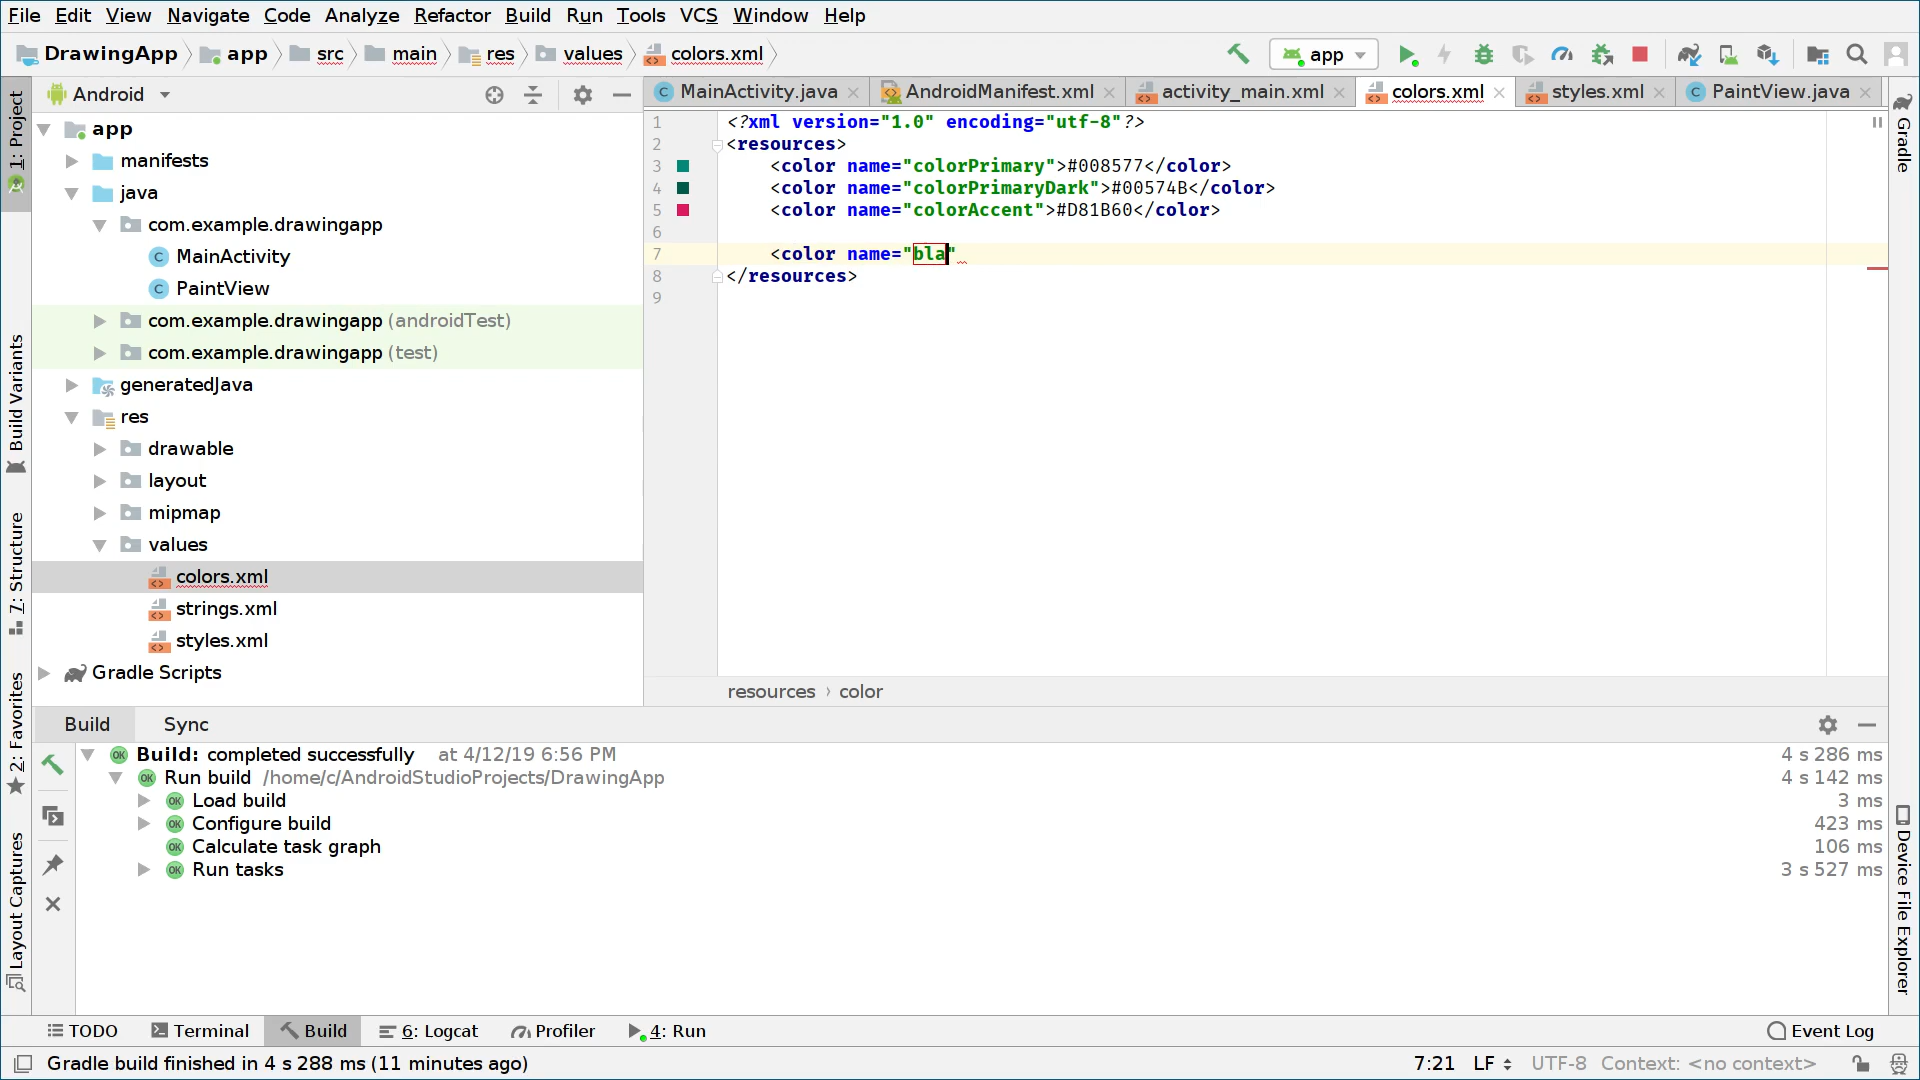 File Edit View Navigate Code Analyze Refactor Build Run Tools VCS Window Help
DrawingApp app src main res values colors.xml app
1: Project
Build Variants
7: Structure
2: Favorites
Layout Captures
Android
app
manifests
java
com.example.drawingapp
MainActivity
PaintView
com.example.drawingapp (androidTest)
com.example.drawingapp (test)
generatedJava
res
drawable
layout
mipmap
values
colors.xml
strings.xml
styles.xml
Gradle Scripts
MainActivity.java AndroidManifest.xml activity_main.xml colors.xml styles.xml PaintView.java
1 <?xml version="1.0" encoding="utf-8"?>
2 <resources>
3 <color name="colorPrimary">#008577</color>
4 <color name="colorPrimaryDark">#00574B</color>
5 <color name="colorAccent">#D81B60</color>
6
7 <color name="bla"
8 </resources>
9
resources › color
Gradle
Device File Explorer
Build Sync
Build: completed successfully at 4/12/19 6:56 PM 4 s 286 ms
Run build /home/c/AndroidStudioProjects/DrawingApp 4 s 142 ms
Load build 3 ms
Configure build 423 ms
Calculate task graph 106 ms
Run tasks 3 s 527 ms
TODO Terminal Build 6: Logcat Profiler 4: Run Event Log
Gradle build finished in 4 s 288 ms (11 minutes ago) 7:21 LF UTF-8 Context: <no context>